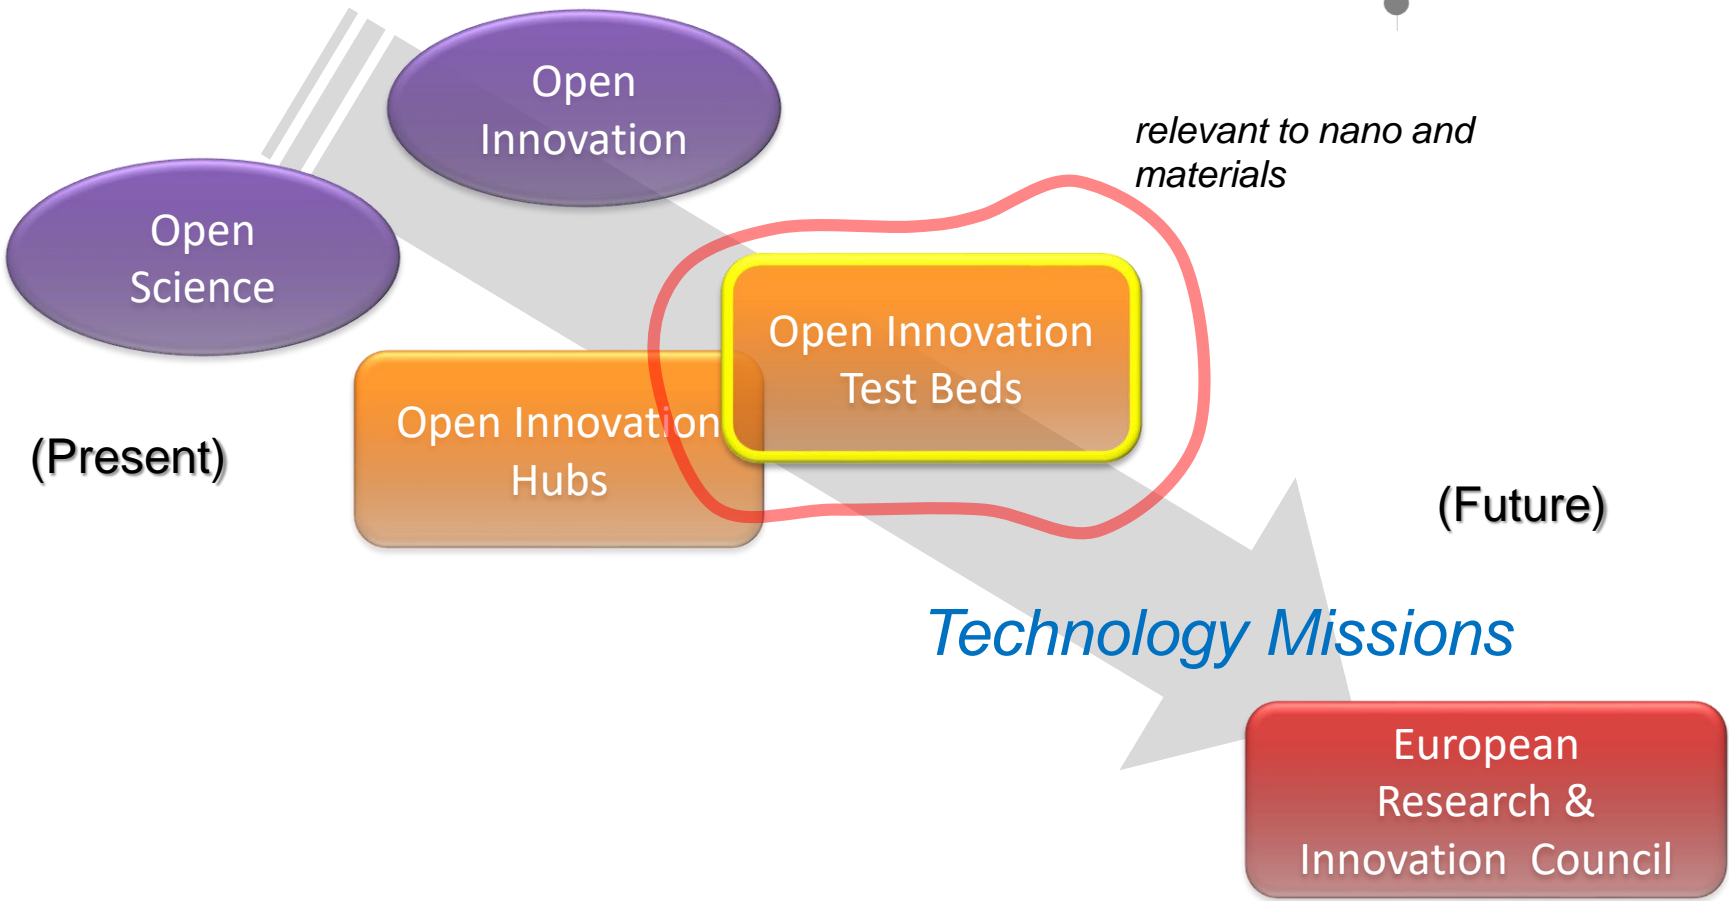 Open
Innovation
relevant to nano and
materials
Open
Science
Open Innovation
Test Beds
Open Innovation
Hubs
(Present)
(Future)
Technology Missions
European
Research &
Innovation Council